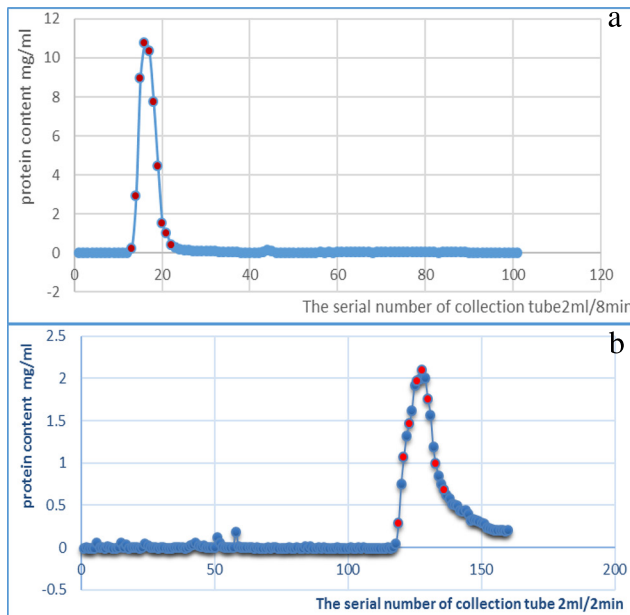 a
protein content mg/ml
12
10
8
6
4
2
0
-2
0 20 40 60 80 100 120
The serial number of collection tube2ml/8min
b
protein content mg/ml
2.5
2
1.5
1
0.5
0
-0.5
0 50 100 150 200
The serial number of collection tube 2ml/2min